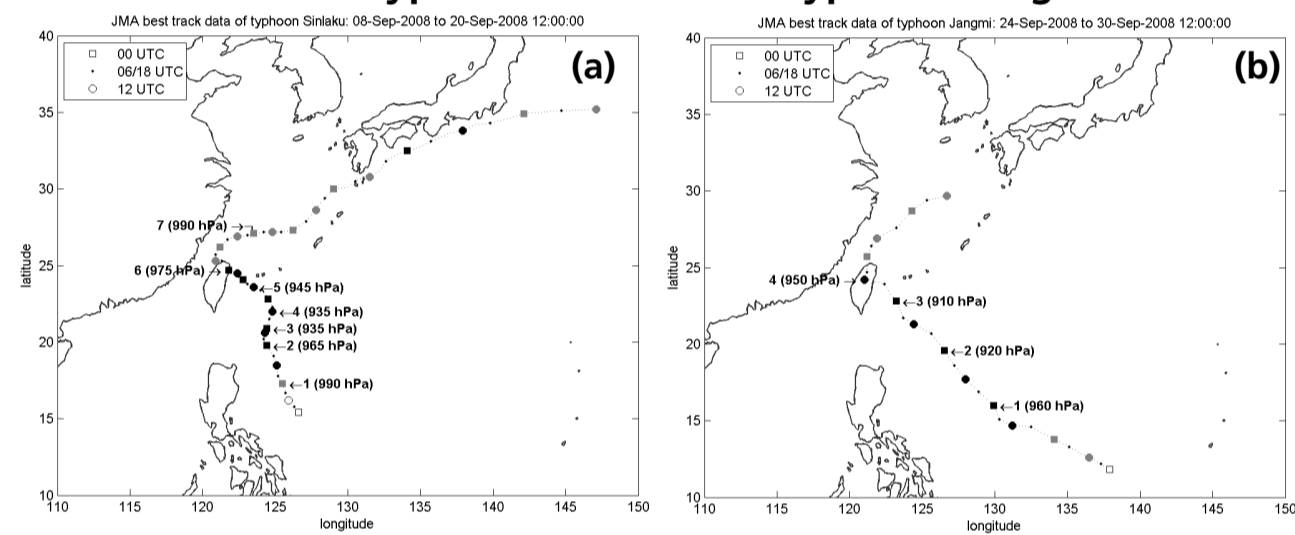 JMA best track data of typhoon Sinlaku: 08-Sep-2008 to 20-Sep-2008 12:00:00
00 UTC
06/18 UTC
12 UTC
(a)
40
35
30
25
20
15
10
latitude
7 (990 hPa) →
6 (975 hPa) →
←5 (945 hPa)
←4 (935 hPa)
←3 (935 hPa)
←2 (965 hPa)
←1 (990 hPa)
110 115 120 125 130 135 140 145 150
longitude
JMA best track data of typhoon Jangmi: 24-Sep-2008 to 30-Sep-2008 12:00:00
00 UTC
06/18 UTC
12 UTC
(b)
40
35
30
25
20
15
10
latitude
4 (950 hPa) →
←3 (910 hPa)
←2 (920 hPa)
←1 (960 hPa)
110 115 120 125 130 135 140 145 150
longitude